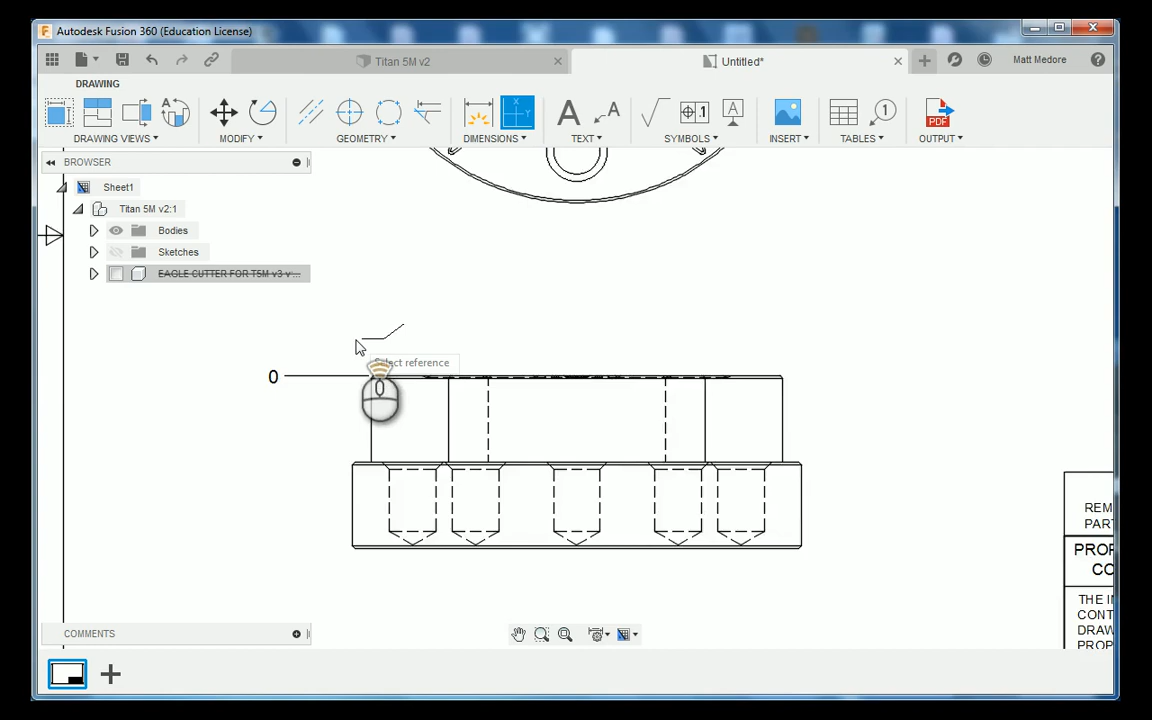 Autodesk Fusion 360 (Education License)
Titan 5M v2
Untitled*
Matt Medore
DRAWING
DRAWING VIEWS
MODIFY
GEOMETRY
DIMENSIONS
TEXT
SYMBOLS
INSERT
TABLES
OUTPUT
BROWSER
Sheet1
Titan 5M v2:1
Bodies
Sketches
EAGLE CUTTER FOR T5M v3 v:...
Select reference
0
0
REM
PART
PROP
CO
THE IN
CONT
DRAW
PROP
COMMENTS